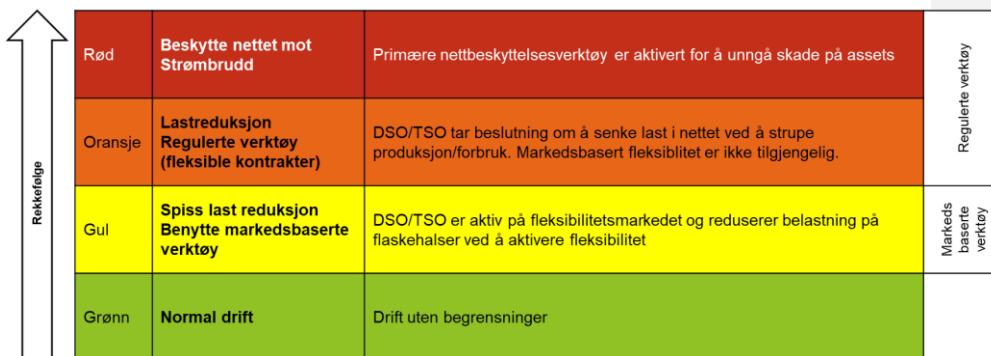 Rekkefølge
Rød
Beskytte nettet mot
Strømbrudd
Primære nettbeskyttelsesverktøy er aktivert for å unngå skade på assets
Regulerte verktøy
Oransje
Lastreduksjon
Regulerte verktøy
(fleksible kontrakter)
DSO/TSO tar beslutning om å senke last i nettet ved å strupe
produksjon/forbruk. Markedsbasert fleksiblitet er ikke tilgjengelig.
Gul
Spiss last reduksjon
Benytte markedsbaserte
verktøy
DSO/TSO er aktiv på fleksibilitetsmarkedet og reduserer belastning på
flaskehalser ved å aktivere fleksibilitet
Markeds
baserte
verktøy
Grønn
Normal drift
Drift uten begrensninger